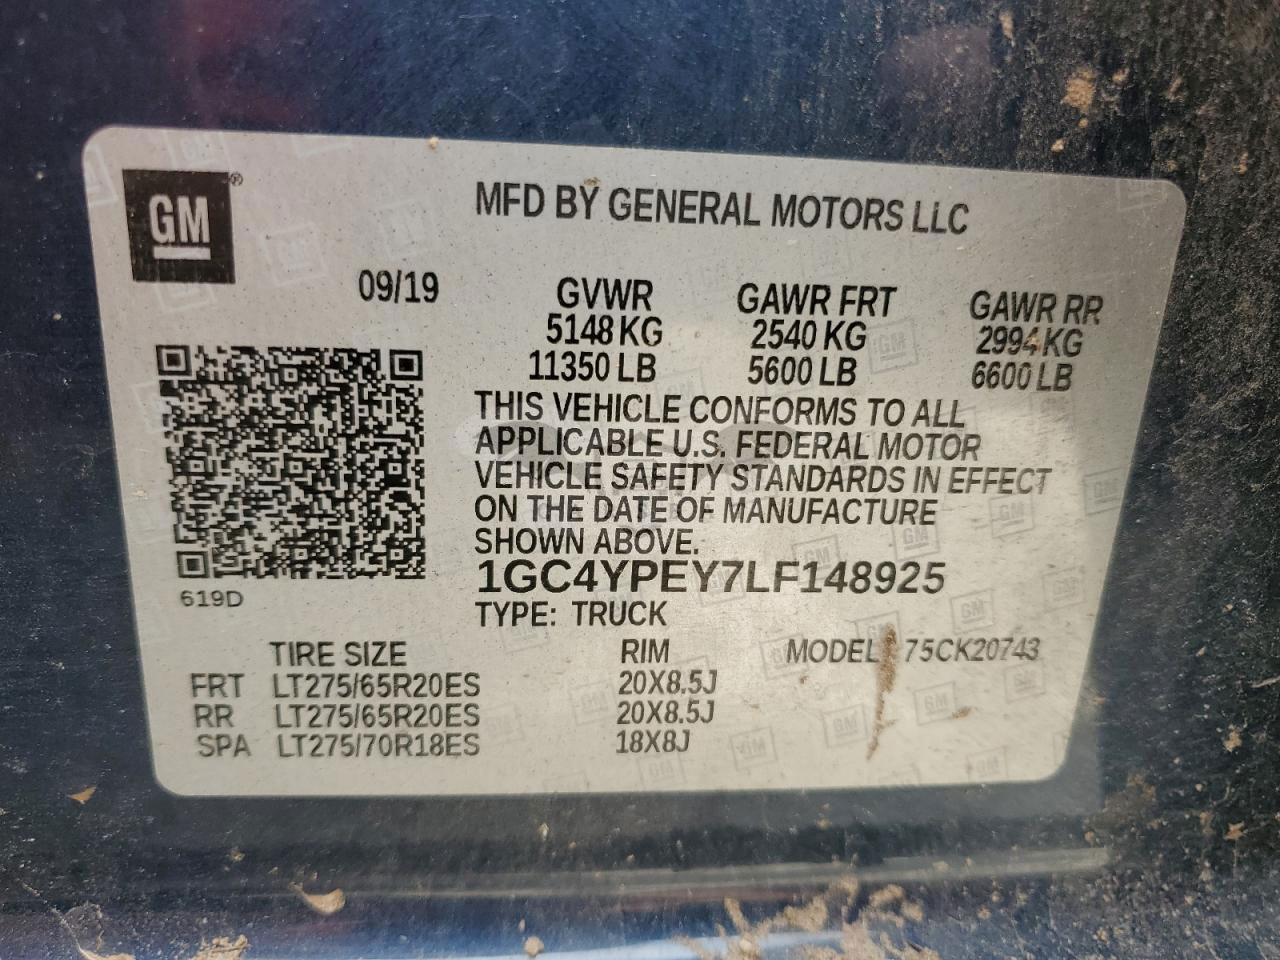 GM®
MFD BY GENERAL MOTORS LLC
09/19
GVWR GAWR FRT GAWR RR
5148 KG 2540 KG 2994 KG
11350 LB 5600 LB 6600 LB
THIS VEHICLE CONFORMS TO ALL
APPLICABLE U.S. FEDERAL MOTOR
VEHICLE SAFETY STANDARDS IN EFFECT
ON THE DATE OF MANUFACTURE
SHOWN ABOVE.
1GC4YPEY7LF148925
TYPE: TRUCK
619D
TIRE SIZE RIM MODEL 75CK20743
FRT LT275/65R20ES 20X8.5J
RR LT275/65R20ES 20X8.5J
SPA LT275/70R18ES 18X8J